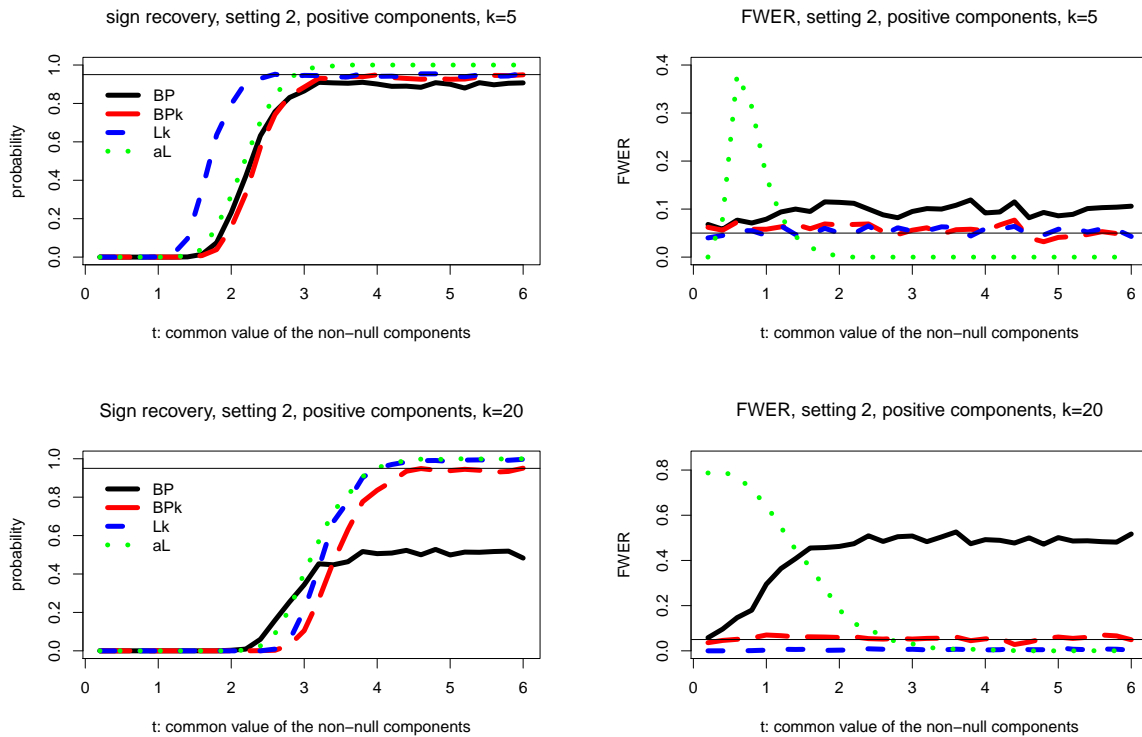 sign recovery, setting 2, positive components, k=5
probability
0.0 0.2 0.4 0.6 0.8 1.0
BP
BPk
Lk
aL
0 1 2 3 4 5 6
t: common value of the non−null components
FWER, setting 2, positive components, k=5
FWER
0.0 0.1 0.2 0.3 0.4
0 1 2 3 4 5 6
t: common value of the non−null components
Sign recovery, setting 2, positive components, k=20
probability
0.0 0.2 0.4 0.6 0.8 1.0
BP
BPk
Lk
aL
0 1 2 3 4 5 6
t: common value of the non−null components
FWER, setting 2, positive components, k=20
FWER
0.0 0.2 0.4 0.6 0.8
0 1 2 3 4 5 6
t: common value of the non−null components